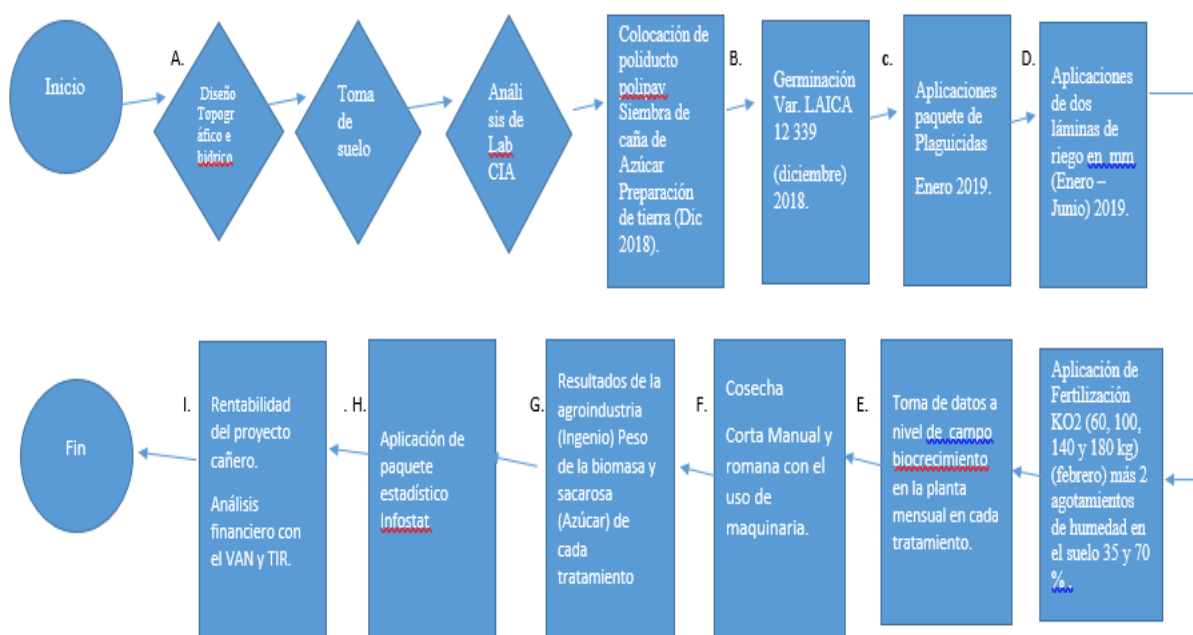 Inicio
A.
Diseño
Topogr
áfico e
hidrico
Toma
de
suelo
Análi
sis de
Lab
CIA
Colocación de
poliducto
polipav
Siembra de
caña de
Azúcar
Preparación
de tierra (Dic
2018).
B.
Germinación
Var. LAICA
12 339
(diciembre)
2018.
c.
Aplicaciones
paquete de
Plaguicidas
Enero 2019.
D.
Aplicaciones
de dos
láminas de
riego en mm
(Enero –
Junio) 2019.
Aplicación de
Fertilización
KO2 (60, 100,
140 y 180 kg)
(febrero) más 2
agotamientos
de humedad en
el suelo 35 y 70
% .
E.
Toma de datos a
nivel de campo
biocrecimiento
en la planta
mensual en cada
tratamiento.
F.
Cosecha
Corta Manual y
romana con el
uso de
maquinaria.
G.
Resultados de la
agroindustria
(Ingenio) Peso
de la biomasa y
sacarosa
(Azúcar) de
cada
tratamiento
. H.
Aplicación de
paquete
estadístico
Infostat
I.
Rentabilidad
del proyecto
cañero.
Análisis
financiero con
el VAN y TIR.
Fin